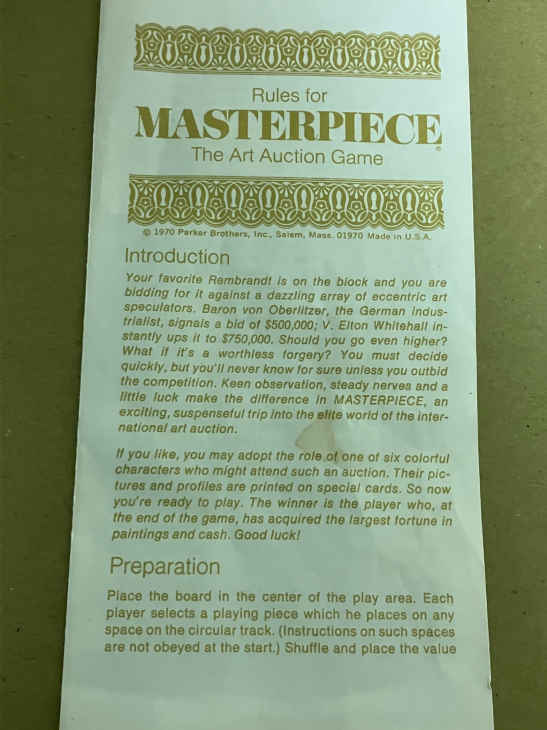 Rules for
MASTERPIECE®
The Art Auction Game
© 1970 Parker Brothers, Inc., Salem, Mass. 01970 Made in U.S.A.
Introduction
Your favorite Rembrandt is on the block and you are
bidding for it against a dazzling array of eccentric art
speculators. Baron von Oberlitzer, the German Indus-
trialist, signals a bid of $500,000; V. Elton Whitehall in-
stantly ups it to $750,000. Should you go even higher?
What if it's a worthless forgery? You must decide
quickly, but you'll never know for sure unless you outbid
the competition. Keen observation, steady nerves and a
little luck make the difference in MASTERPIECE, an
exciting, suspenseful trip into the elite world of the inter-
national art auction.
If you like, you may adopt the role of one of six colorful
characters who might attend such an auction. Their pic-
tures and profiles are printed on special cards. So now
you're ready to play. The winner is the player who, at
the end of the game, has acquired the largest fortune in
paintings and cash. Good luck!
Preparation
Place the board in the center of the play area. Each
player selects a playing piece which he places on any
space on the circular track. (Instructions on such spaces
are not obeyed at the start.) Shuffle and place the value